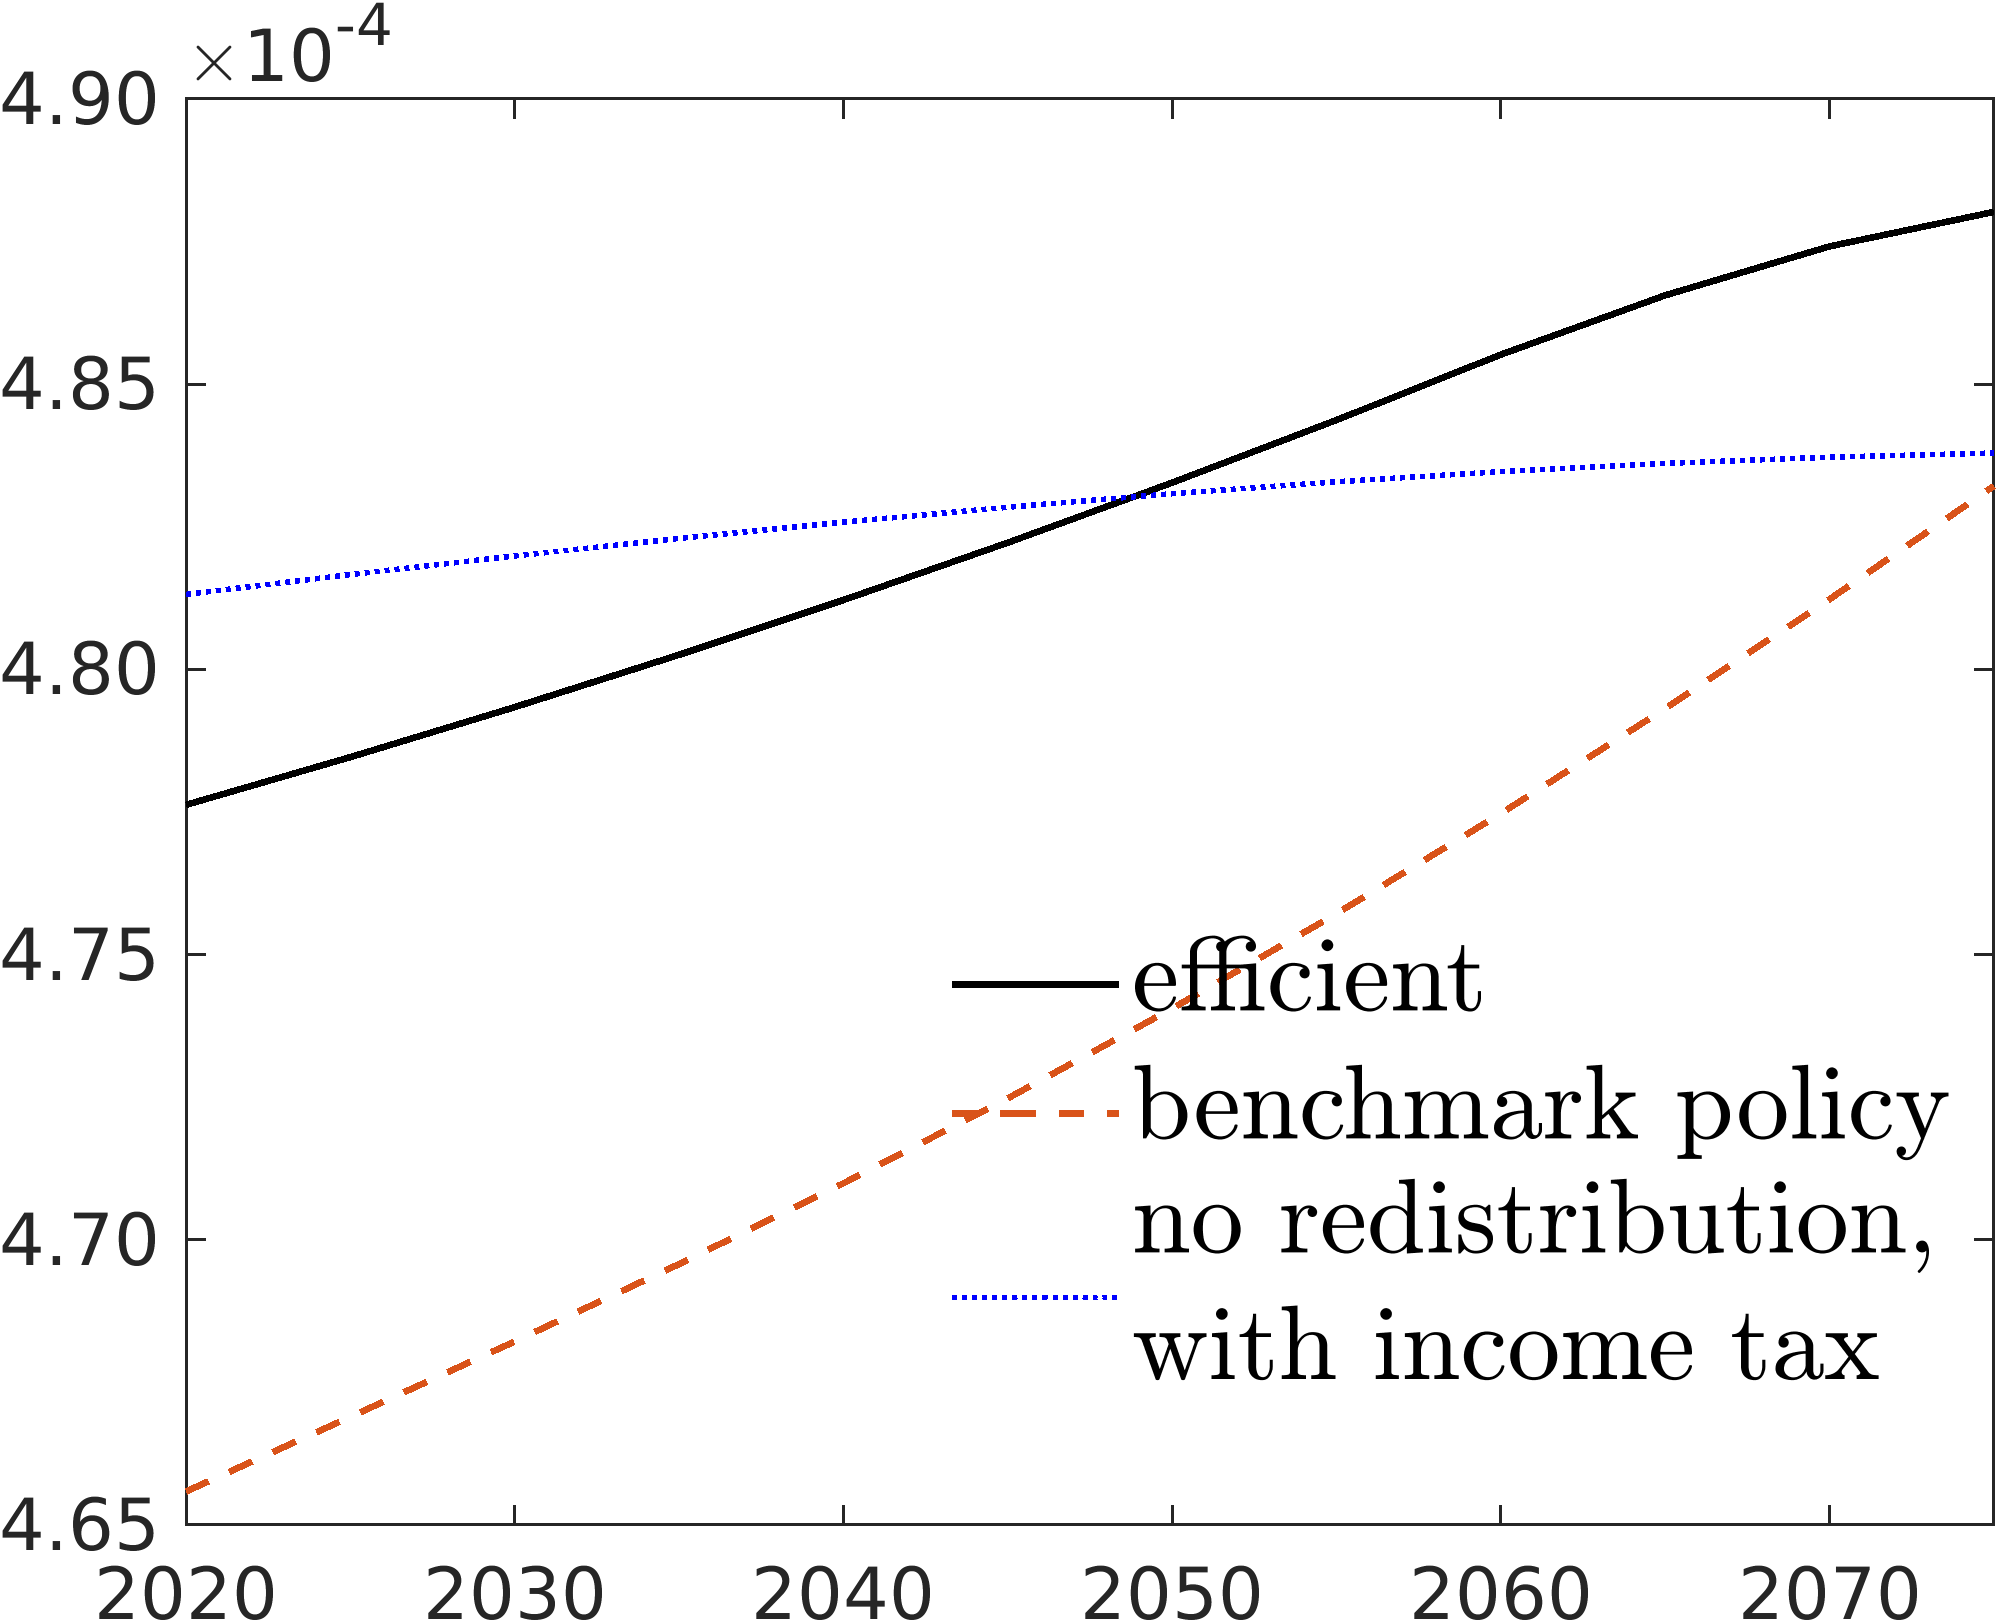 ×10-4
4.90
4.85
4.80
4.75
4.70
4.65
efficient
benchmark policy
no redistribution,
with income tax
2020 2030 2040 2050 2060 2070